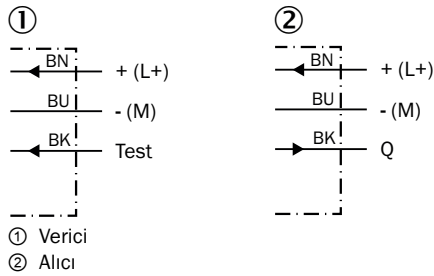 ① ②
BN + (L+) BN + (L+)
BU - (M) BU - (M)
BK Test BK Q
① Verici
② Alıcı